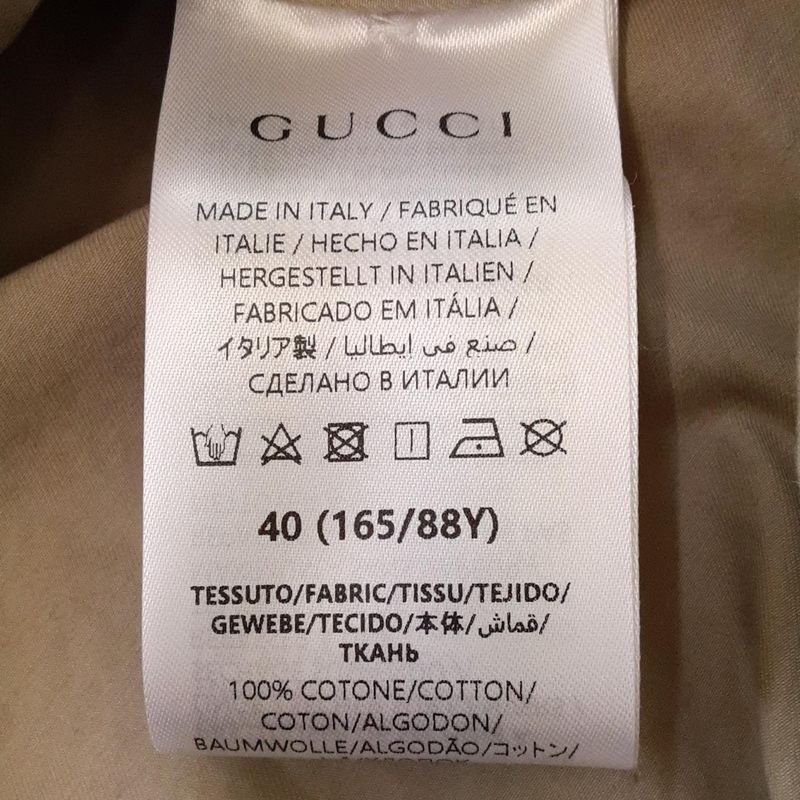 GUCCI
MADE IN ITALY / FABRIQUÉ EN
ITALIE / HECHO EN ITALIA /
HERGESTELLT IN ITALIEN /
FABRICADO EM ITÁLIA /
イタリア製 / صنع في إيطاليا /
СДЕЛАНО В ИТАЛИИ
40 (165/88Y)
TESSUTO/FABRIC/TISSU/TEJIDO/
GEWEBE/TECIDO/本体/قماش/
ТКАНЬ
100% COTONE/COTTON/
COTON/ALGODON/
BAUMWOLLE/ALGODÃO/コットン/